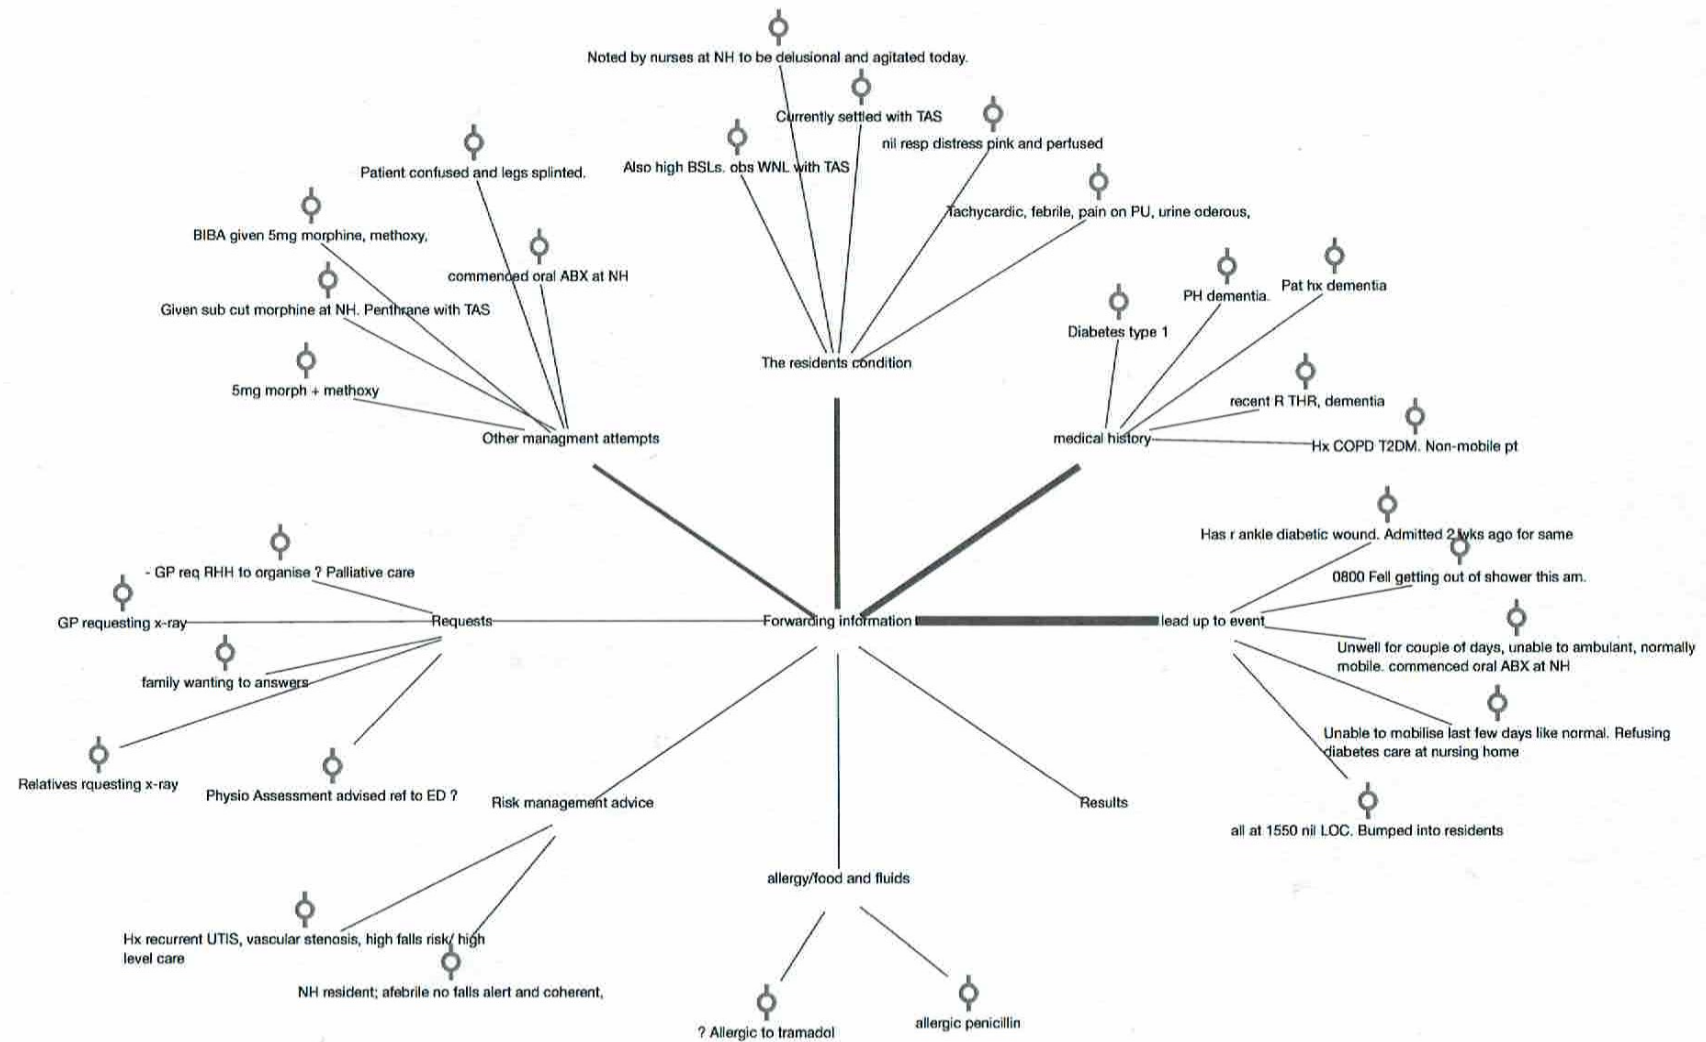 Noted by nurses at NH to be delusional and agitated today.
Currently settled with TAS
nil resp distress pink and perfused
Also high BSLs. obs WNL with TAS
Tachycardic, febrile, pain on PU, urine oderous,
The residents condition
Patient confused and legs splinted.
BIBA given 5mg morphine, methoxy,
commenced oral ABX at NH
Given sub cut morphine at NH. Penthrane with TAS
5mg morph + methoxy
Other managment attempts
PH dementia.
Pat hx dementia
Diabetes type 1
recent R THR, dementia
medical history
Hx COPD T2DM. Non-mobile pt
Has r ankle diabetic wound. Admitted 2 wks ago for same
0800 Fell getting out of shower this am.
lead up to event
Unwell for couple of days, unable to ambulant, normally
mobile. commenced oral ABX at NH
Unable to mobilise last few days like normal. Refusing
diabetes care at nursing home
all at 1550 nil LOC. Bumped into residents
Forwarding information
- GP req RHH to organise ? Palliative care
GP requesting x-ray
Requests
family wanting to answers
Relatives rquesting x-ray
Physio Assessment advised ref to ED ?
Risk management advice
Results
Hx recurrent UTIS, vascular stenosis, high falls risk/ high
level care
NH resident; afebrile no falls alert and coherent,
allergy/food and fluids
? Allergic to tramadol
allergic penicillin